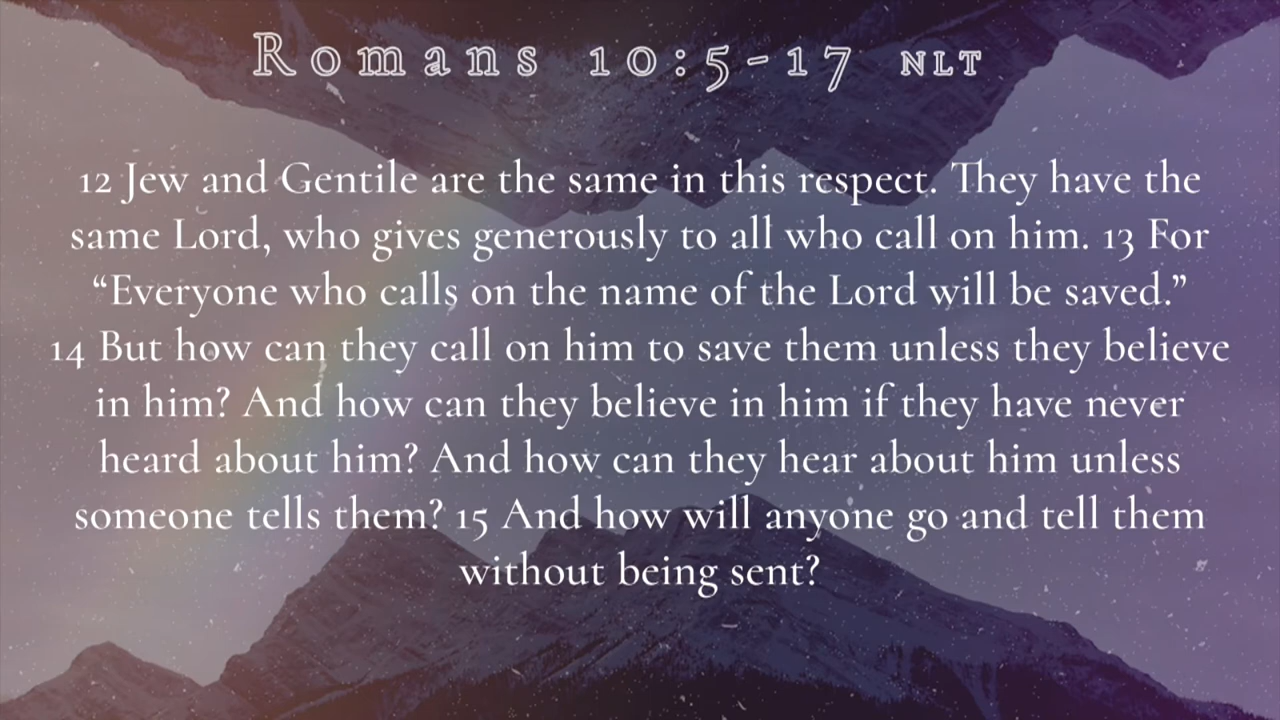 Romans 10:5-17 NLT
12 Jew and Gentile are the same in this respect. They have the
same Lord, who gives generously to all who call on him. 13 For
“Everyone who calls on the name of the Lord will be saved.”
14 But how can they call on him to save them unless they believe
in him? And how can they believe in him if they have never
heard about him? And how can they hear about him unless
someone tells them? 15 And how will anyone go and tell them
without being sent?